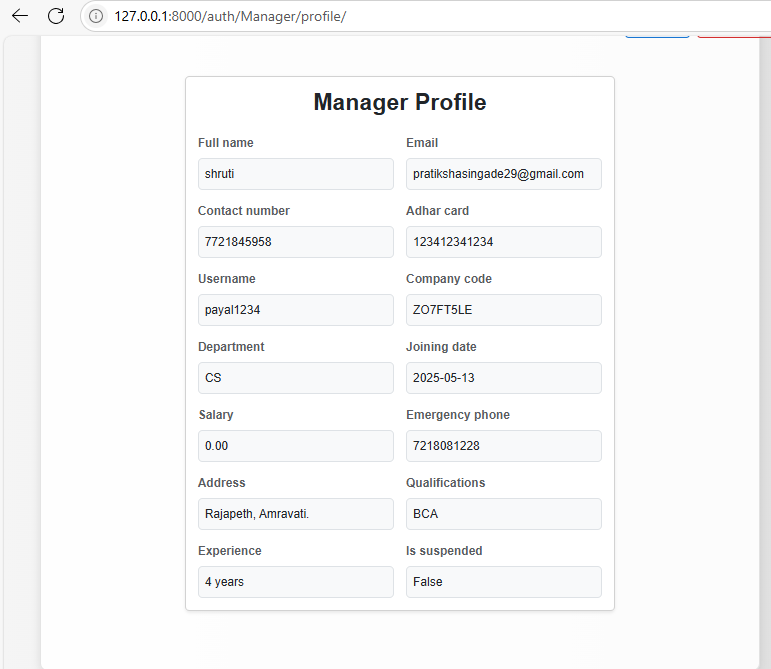 127.0.0.1:8000/auth/Manager/profile/
Manager Profile
Full name Email
shruti pratikshasingade29@gmail.com
Contact number Adhar card
7721845958 123412341234
Username Company code
payal1234 ZO7FT5LE
Department Joining date
CS 2025-05-13
Salary Emergency phone
0.00 7218081228
Address Qualifications
Rajapeth, Amravati. BCA
Experience Is suspended
4 years False